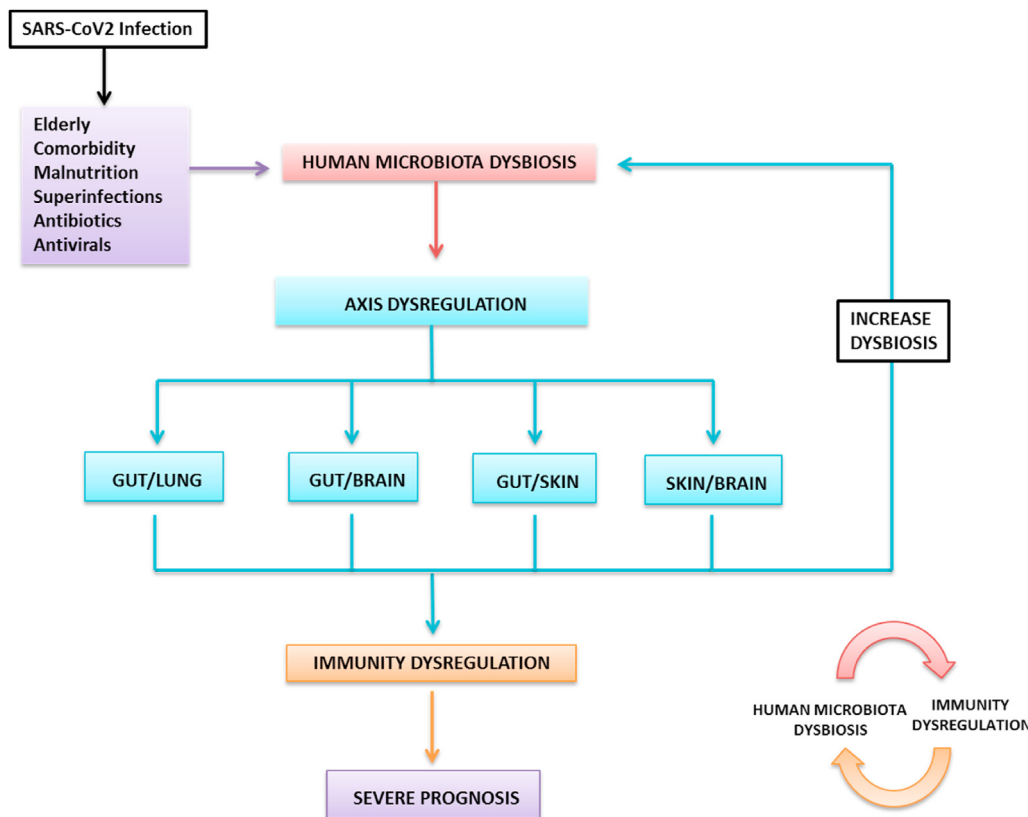 SARS-CoV2 Infection
Elderly
Comorbidity
Malnutrition
Superinfections
Antibiotics
Antivirals
HUMAN MICROBIOTA DYSBIOSIS
AXIS DYSREGULATION
INCREASE
DYSBIOSIS
GUT/LUNG
GUT/BRAIN
GUT/SKIN
SKIN/BRAIN
IMMUNITY DYSREGULATION
SEVERE PROGNOSIS
HUMAN MICROBIOTA
DYSBIOSIS
IMMUNITY
DYSREGULATION